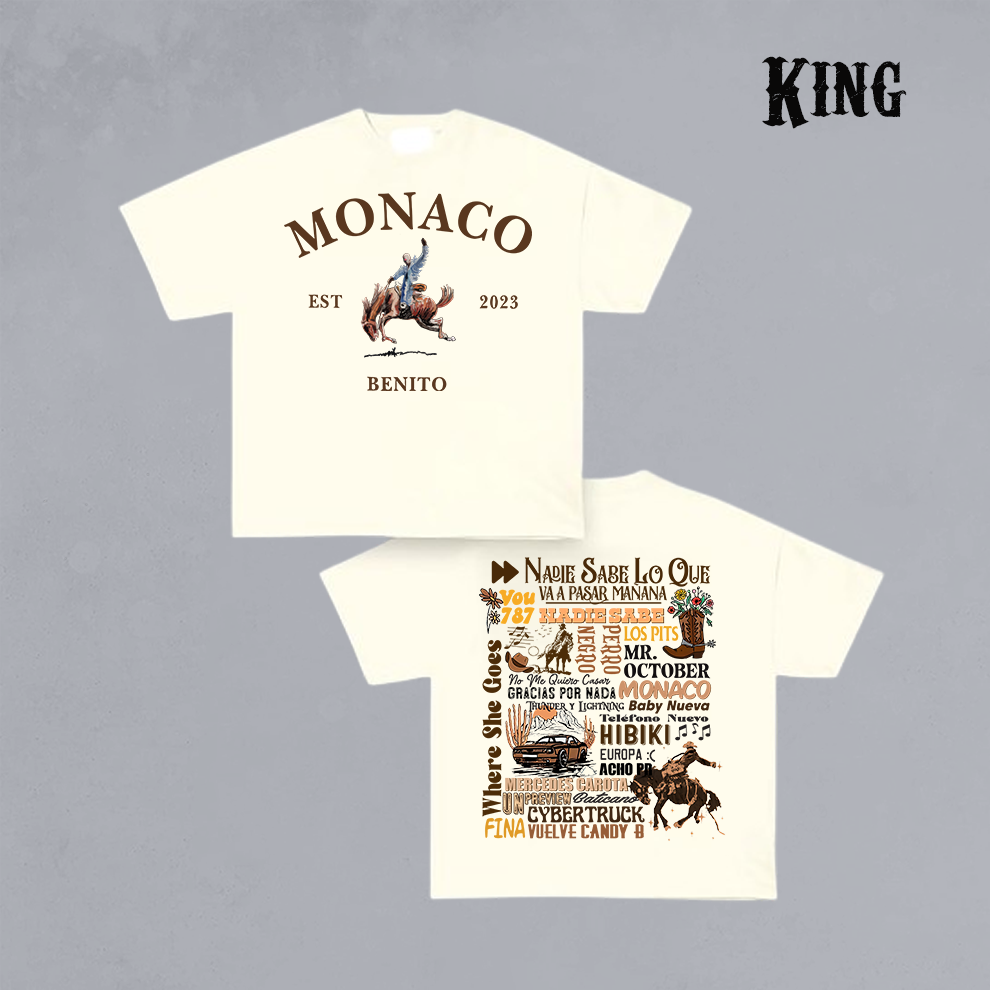 KING
MONACO
EST 2023
BENITO
NADIE SABE LO QUE
VA A PASAR MAÑANA
You
787 NADIE SABE
LOS PITS
PERRO
NEGRO
MR.
OCTOBER
Where She Goes
No Me Quiero Casar
GRACIAS POR NADA
MONACO
THUNDER Y LIGHTNING
Baby Nueva
Teléfono Nuevo
HIBIKI
EUROPA :(
ACHO PR
MERCEDES CAROTA
UN PREVIEW
Baticano
CYBERTRUCK
FINA
VUELVE CANDY B